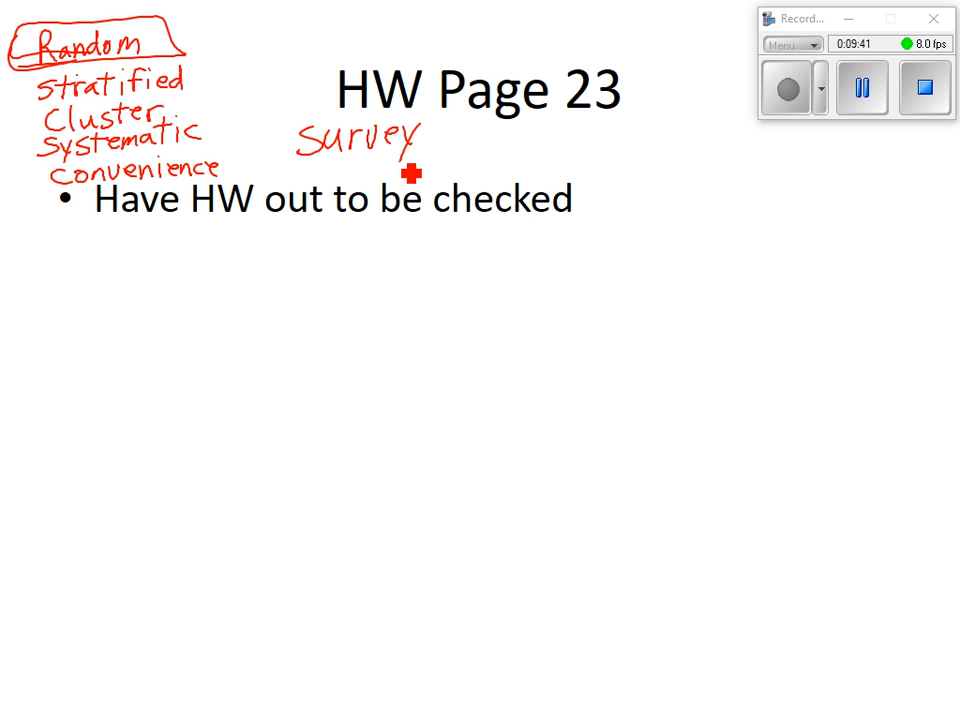 Random
Stratified
Cluster
Systematic
Convenience
HW Page 23
Survey
• Have HW out to be checked
Record...
Menu
0:09:41
8.0 fps